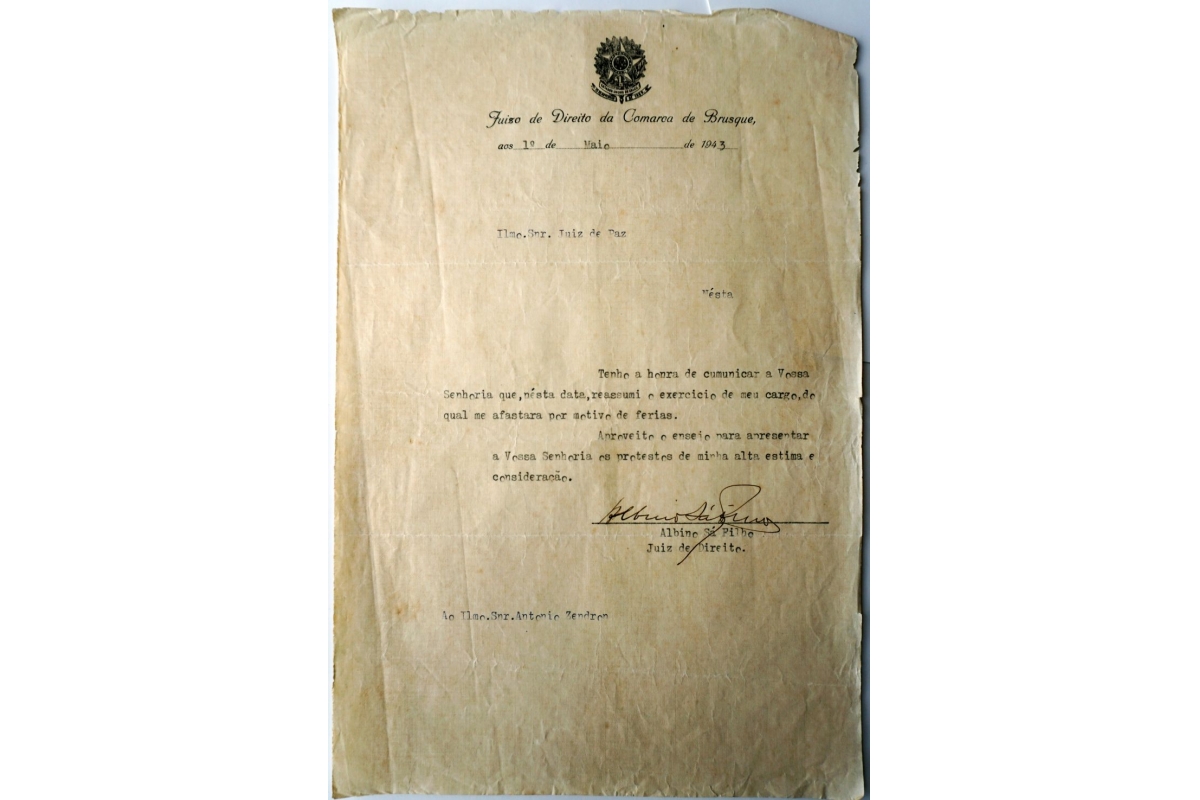 Juizo de Direito da Comarca de Brusque,
aos 1º de Maio de 1943
Ilmo.Snr. Juiz de Paz
Nésta
Tenho a honra de cumunicar a Vossa
Senhoria que,nésta data,reassumi o exercicio de meu cargo,do
qual me afastara por motivo de ferias.
Aproveito o ensejo para apresentar
a Vossa Senhoria os protestos de minha alta estima e
consideração.
Albino Sá Filho
Albino Sá Filho
Juiz de Direito.
Ao Ilmo.Snr.Antonio Zendron